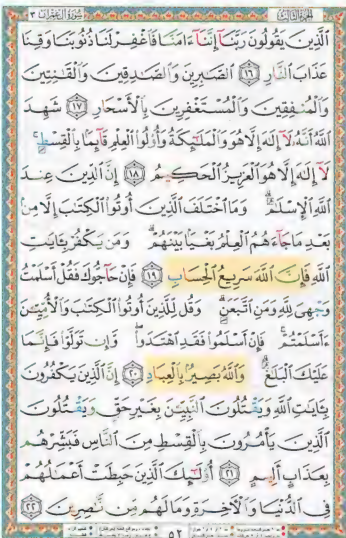 سورة آل عمران ٣
الجزء الثالث
ٱلَّذِينَ يَقُولُونَ رَبَّنَآ إِنَّنَآ ءَامَنَّا فَٱغْفِرْ لَنَا ذُنُوبَنَا وَقِنَا
عَذَابَ ٱلنَّارِ ١٦ ٱلصَّٰبِرِينَ وَٱلصَّٰدِقِينَ وَٱلْقَٰنِتِينَ
وَٱلْمُنفِقِينَ وَٱلْمُسْتَغْفِرِينَ بِٱلْأَسْحَارِ ١٧ شَهِدَ
ٱللَّهُ أَنَّهُۥ لَآ إِلَٰهَ إِلَّا هُوَ وَٱلْمَلَٰٓئِكَةُ وَأُو۟لُوا۟ ٱلْعِلْمِ قَآئِمًۢا بِٱلْقِسْطِ ۚ
لَآ إِلَٰهَ إِلَّا هُوَ ٱلْعَزِيزُ ٱلْحَكِيمُ ١٨ إِنَّ ٱلدِّينَ عِندَ
ٱللَّهِ ٱلْإِسْلَٰمُ ۗ وَمَا ٱخْتَلَفَ ٱلَّذِينَ أُوتُوا۟ ٱلْكِتَٰبَ إِلَّا مِنۢ
بَعْدِ مَا جَآءَهُمُ ٱلْعِلْمُ بَغْيًۢا بَيْنَهُمْ ۗ وَمَن يَكْفُرْ بِـَٔايَٰتِ
ٱللَّهِ فَإِنَّ ٱللَّهَ سَرِيعُ ٱلْحِسَابِ ١٩ فَإِنْ حَآجُّوكَ فَقُلْ أَسْلَمْتُ
وَجْهِىَ لِلَّهِ وَمَنِ ٱتَّبَعَنِ ۗ وَقُل لِّلَّذِينَ أُوتُوا۟ ٱلْكِتَٰبَ وَٱلْأُمِّيِّـۧنَ
ءَأَسْلَمْتُمْ ۚ فَإِنْ أَسْلَمُوا۟ فَقَدِ ٱهْتَدَوا۟ ۖ وَّإِن تَوَلَّوْا۟ فَإِنَّمَا
عَلَيْكَ ٱلْبَلَٰغُ ۗ وَٱللَّهُ بَصِيرٌۢ بِٱلْعِبَادِ ٢٠ إِنَّ ٱلَّذِينَ يَكْفُرُونَ
بِـَٔايَٰتِ ٱللَّهِ وَيَقْتُلُونَ ٱلنَّبِيِّـۧنَ بِغَيْرِ حَقٍّ وَيَقْتُلُونَ
ٱلَّذِينَ يَأْمُرُونَ بِٱلْقِسْطِ مِنَ ٱلنَّاسِ فَبَشِّرْهُم
بِعَذَابٍ أَلِيمٍ ٢١ أُو۟لَٰٓئِكَ ٱلَّذِينَ حَبِطَتْ أَعْمَٰلُهُمْ
فِى ٱلدُّنْيَا وَٱلْءَاخِرَةِ وَمَا لَهُم مِّن نَّٰصِرِينَ ٢٢
٥٢